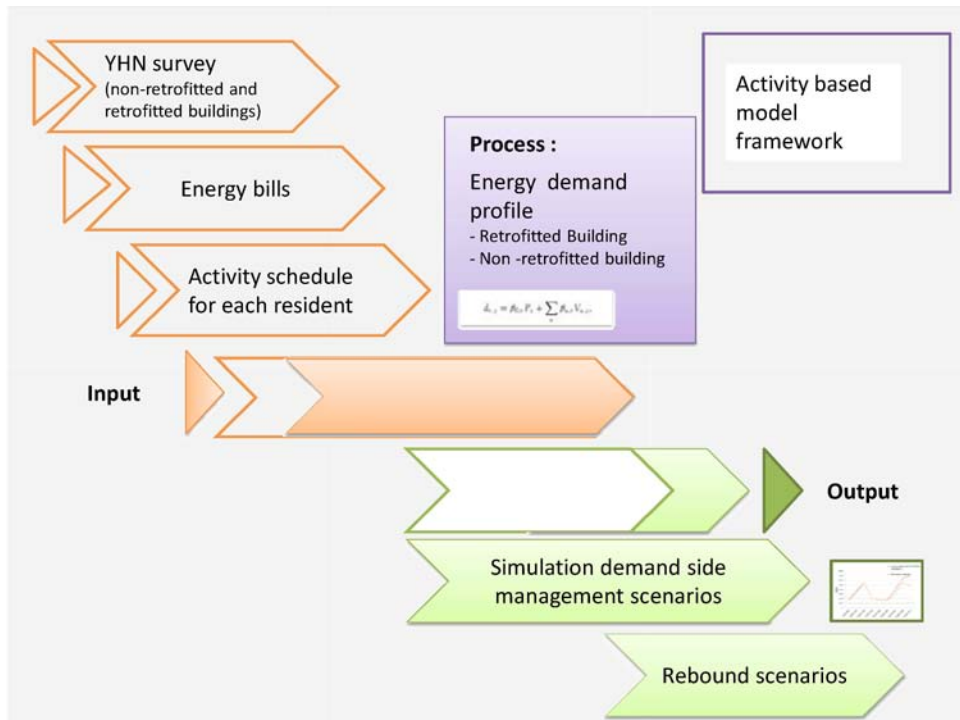 YHN survey
(non-retrofitted and
retrofitted buildings)
Energy bills
Activity schedule
for each resident
Input
Process :
Energy demand
profile
- Retrofitted Building
- Non -retrofitted building
Activity based
model
framework
Output
Simulation demand side
management scenarios
Rebound scenarios